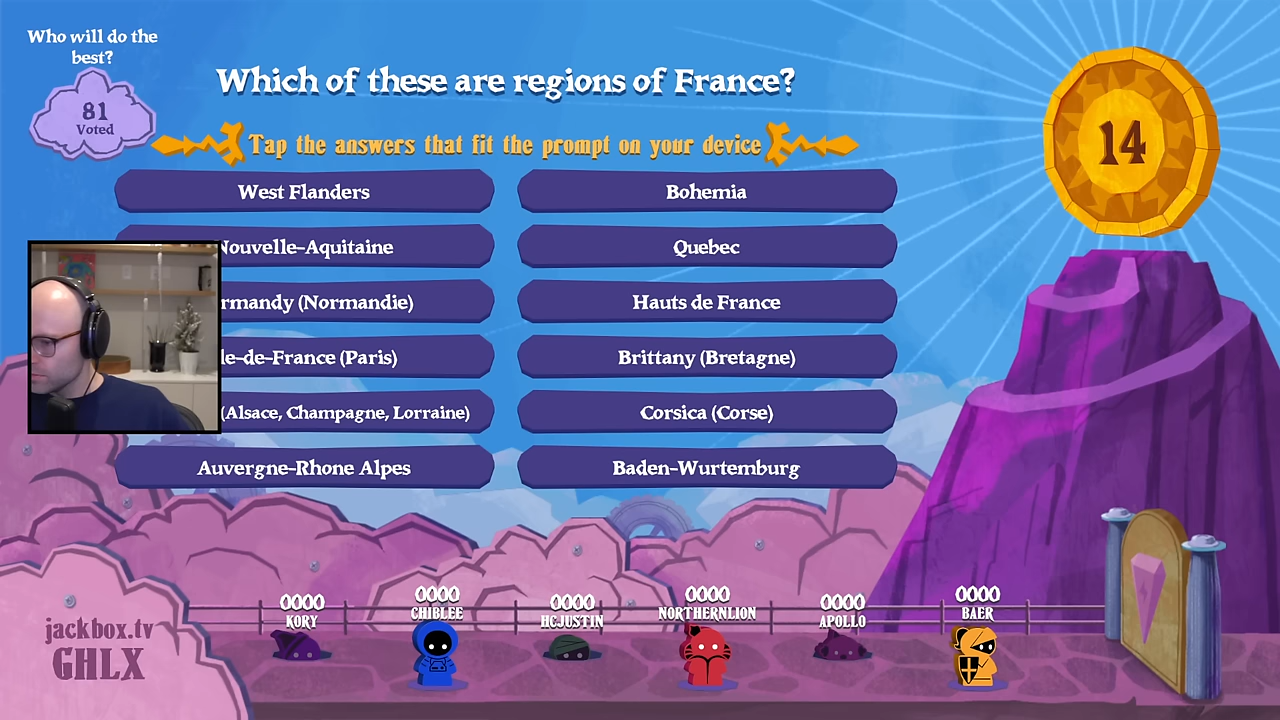 Who will do the
best?
81
Voted
Which of these are regions of France?
Tap the answers that fit the prompt on your device
14
West Flanders
Bohemia
Nouvelle-Aquitaine
Quebec
rmandy (Normandie)
Hauts de France
le-de-France (Paris)
Brittany (Bretagne)
(Alsace, Champagne, Lorraine)
Corsica (Corse)
Auvergne-Rhone Alpes
Baden-Wurtemburg
0000
KORY
0000
CHIBLEE
0000
HCJUSTIN
0000
NORTHERNLION
0000
APOLLO
0000
BAER
jackbox.tv
GHLX